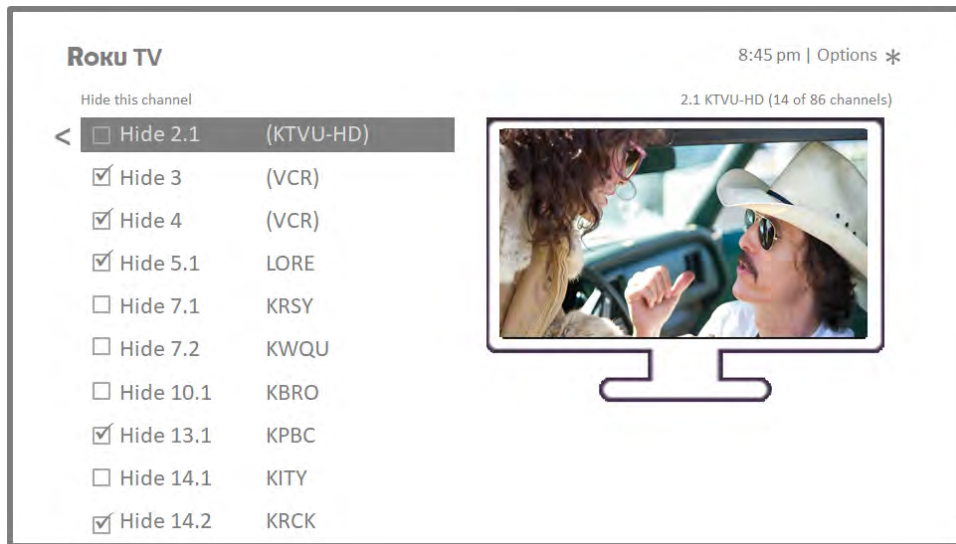 Roku TV
8:45 pm | Options *
Hide this channel
2.1 KTVU-HD (14 of 86 channels)
< Hide 2.1 (KTVU-HD)
Hide 3 (VCR)
Hide 4 (VCR)
Hide 5.1 LORE
Hide 7.1 KRSY
Hide 7.2 KWQU
Hide 10.1 KBRO
Hide 13.1 KPBC
Hide 14.1 KITY
Hide 14.2 KRCK